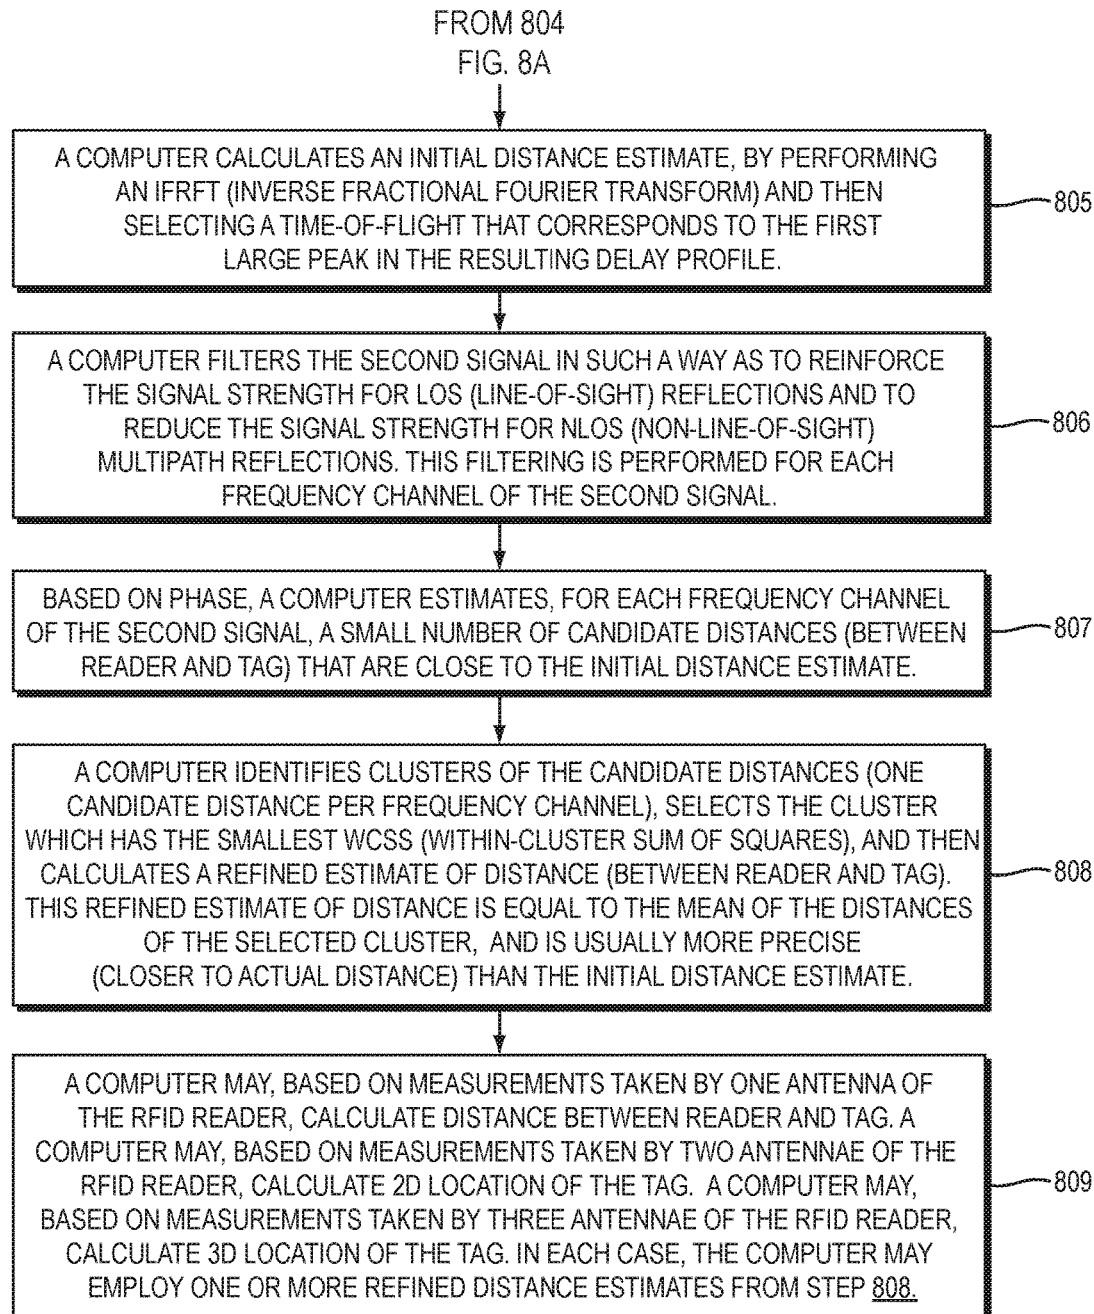 FROM 804
FIG. 8A
A COMPUTER CALCULATES AN INITIAL DISTANCE ESTIMATE, BY PERFORMING
AN IFRFT (INVERSE FRACTIONAL FOURIER TRANSFORM) AND THEN
SELECTING A TIME-OF-FLIGHT THAT CORRESPONDS TO THE FIRST
LARGE PEAK IN THE RESULTING DELAY PROFILE.
805
A COMPUTER FILTERS THE SECOND SIGNAL IN SUCH A WAY AS TO REINFORCE
THE SIGNAL STRENGTH FOR LOS (LINE-OF-SIGHT) REFLECTIONS AND TO
REDUCE THE SIGNAL STRENGTH FOR NLOS (NON-LINE-OF-SIGHT)
MULTIPATH REFLECTIONS. THIS FILTERING IS PERFORMED FOR EACH
FREQUENCY CHANNEL OF THE SECOND SIGNAL.
806
BASED ON PHASE, A COMPUTER ESTIMATES, FOR EACH FREQUENCY CHANNEL
OF THE SECOND SIGNAL, A SMALL NUMBER OF CANDIDATE DISTANCES (BETWEEN
READER AND TAG) THAT ARE CLOSE TO THE INITIAL DISTANCE ESTIMATE.
807
A COMPUTER IDENTIFIES CLUSTERS OF THE CANDIDATE DISTANCES (ONE
CANDIDATE DISTANCE PER FREQUENCY CHANNEL), SELECTS THE CLUSTER
WHICH HAS THE SMALLEST WCSS (WITHIN-CLUSTER SUM OF SQUARES), AND THEN
CALCULATES A REFINED ESTIMATE OF DISTANCE (BETWEEN READER AND TAG).
THIS REFINED ESTIMATE OF DISTANCE IS EQUAL TO THE MEAN OF THE DISTANCES
OF THE SELECTED CLUSTER, AND IS USUALLY MORE PRECISE
(CLOSER TO ACTUAL DISTANCE) THAN THE INITIAL DISTANCE ESTIMATE.
808
A COMPUTER MAY, BASED ON MEASUREMENTS TAKEN BY ONE ANTENNA OF
THE RFID READER, CALCULATE DISTANCE BETWEEN READER AND TAG. A
COMPUTER MAY, BASED ON MEASUREMENTS TAKEN BY TWO ANTENNAE OF THE
RFID READER, CALCULATE 2D LOCATION OF THE TAG. A COMPUTER MAY,
BASED ON MEASUREMENTS TAKEN BY THREE ANTENNAE OF THE RFID READER,
CALCULATE 3D LOCATION OF THE TAG. IN EACH CASE, THE COMPUTER MAY
EMPLOY ONE OR MORE REFINED DISTANCE ESTIMATES FROM STEP 808.
809